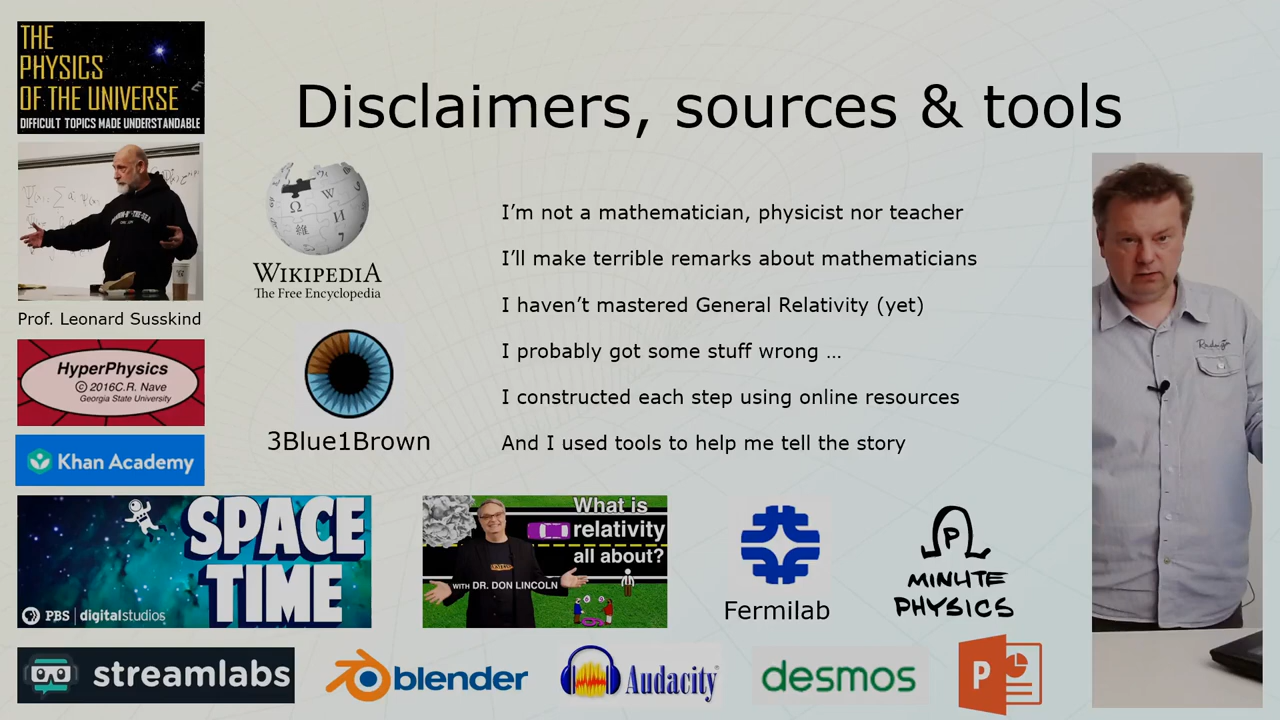 THE
PHYSICS
OF THE UNIVERSE
DIFFICULT TOPICS MADE UNDERSTANDABLE
Disclaimers, sources & tools
Prof. Leonard Susskind
WIKIPEDIA
The Free Encyclopedia
HyperPhysics
©2016C.R. Nave
Georgia State University
Khan Academy
3Blue1Brown
I’m not a mathematician, physicist nor teacher
I’ll make terrible remarks about mathematicians
I haven’t mastered General Relativity (yet)
I probably got some stuff wrong …
I constructed each step using online resources
And I used tools to help me tell the story
SPACE
TIME
PBS | digitalstudios
What is
relativity
all about?
WITH DR. DON LINCOLN
Fermilab
P
MINUTE
PHYSICS
streamlabs
blender
Audacity
desmos
P